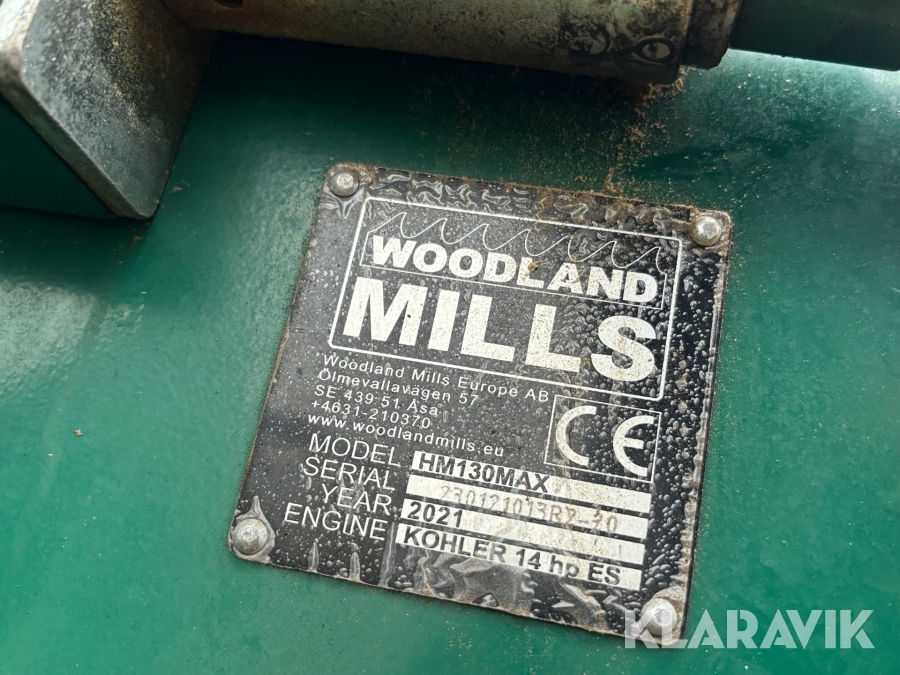 WOODLAND
MILLS
Woodland Mills Europe AB
Ölmevallavägen 57
SE 439 51 Åsa
+4631-210370
www.woodlandmills.eu
CE
MODEL HM130MAX
SERIAL
YEAR 2021
ENGINE KOHLER 14 hp ES
KLARAVIK